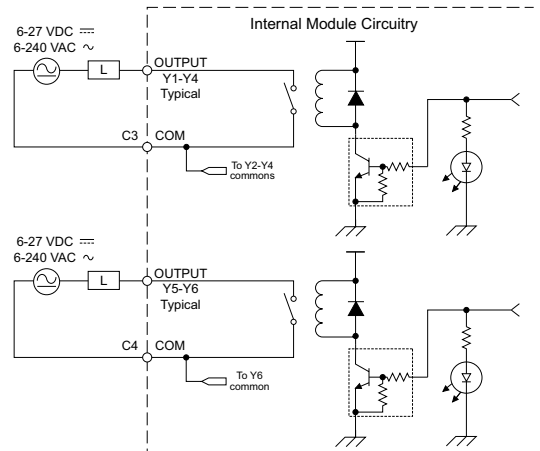 Internal Module Circuitry
6-27 VDC ⎓
6-240 VAC ∼
L
OUTPUT
Y1-Y4
Typical
C3
COM
To Y2-Y4
commons
6-27 VDC ⎓
6-240 VAC ∼
L
OUTPUT
Y5-Y6
Typical
C4
COM
To Y6
common